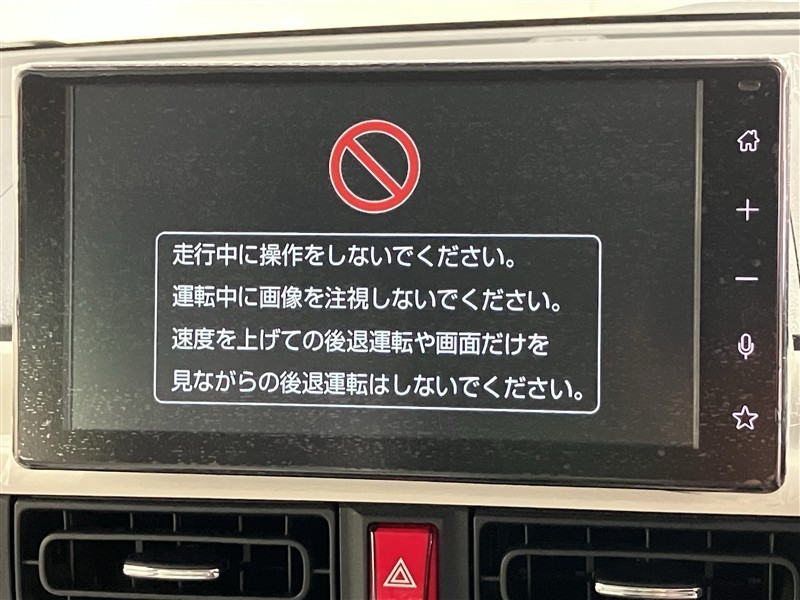 走行中に操作をしないでください。
運転中に画像を注視しないでください。
速度を上げての後退運転や画面だけを
見ながらの後退運転はしないでください。